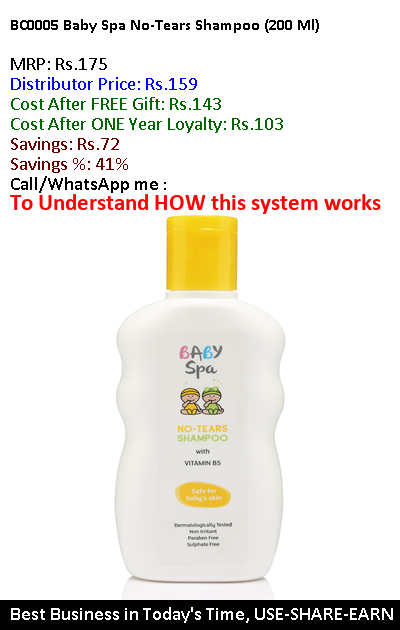 BC0005 Baby Spa No-Tears Shampoo (200 Ml)
MRP: Rs.175
Distributor Price: Rs.159
Cost After FREE Gift: Rs.143
Cost After ONE Year Loyalty: Rs.103
Savings: Rs.72
Savings %: 41%
Call/WhatsApp me :
To Understand HOW this system works
BABY
Spa
NO-TEARS
SHAMPOO
with
VITAMIN B5
Safe for
baby's skin
Dermatologically Tested
Non Irritant
Paraben Free
Sulphate Free
Best Business in Today's Time, USE-SHARE-EARN